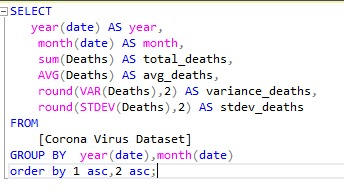 SELECT
year(date) AS year,
month(date) AS month,
sum(Deaths) AS total_deaths,
AVG(Deaths) AS avg_deaths,
round(VAR(Deaths),2) AS variance_deaths,
round(STDEV(Deaths),2) AS stdev_deaths
FROM
[Corona Virus Dataset]
GROUP BY  year(date),month(date)
order by 1 asc,2 asc;